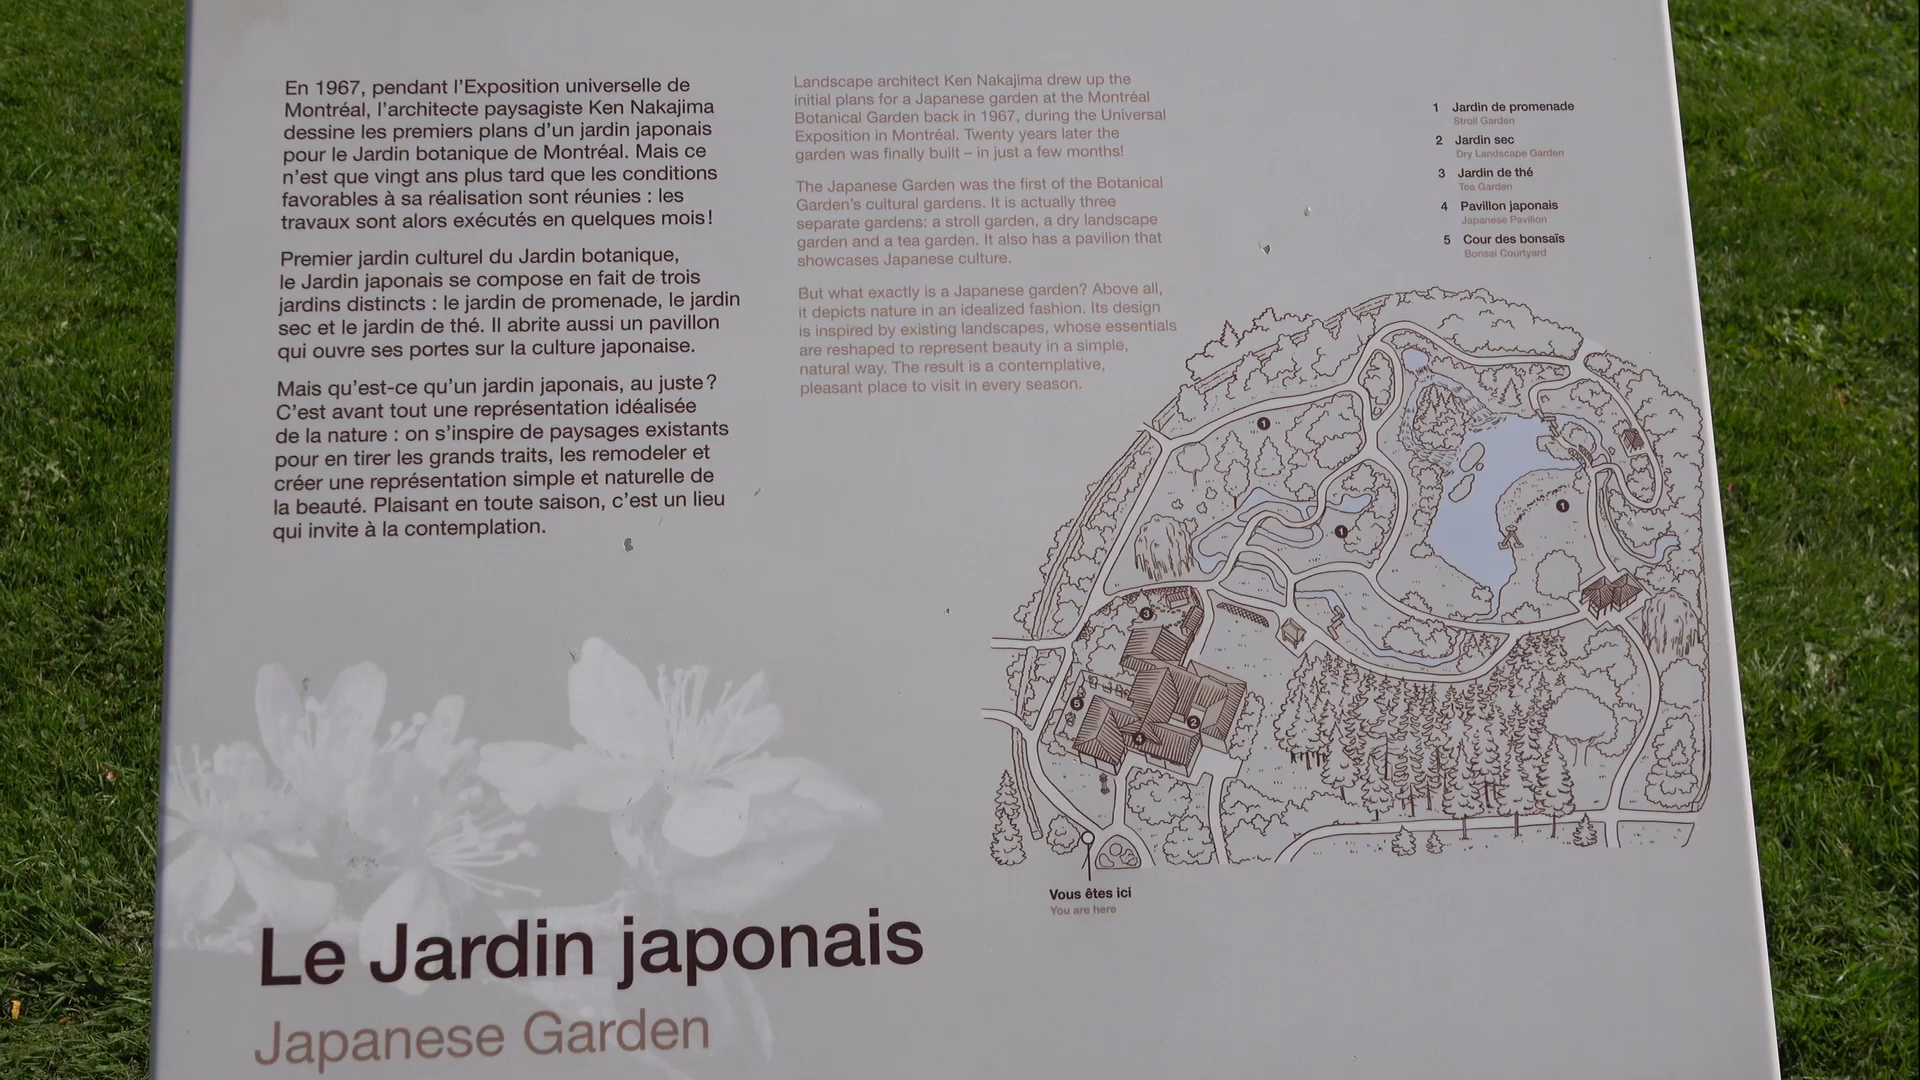 En 1967, pendant l'Exposition universelle de
Montréal, l'architecte paysagiste Ken Nakajima
dessine les premiers plans d'un jardin japonais
pour le Jardin botanique de Montréal. Mais ce
n'est que vingt ans plus tard que les conditions
favorables à sa réalisation sont réunies : les
travaux sont alors exécutés en quelques mois !
Premier jardin culturel du Jardin botanique,
le Jardin japonais se compose en fait de trois
jardins distincts : le jardin de promenade, le jardin
sec et le jardin de thé. Il abrite aussi un pavillon
qui ouvre ses portes sur la culture japonaise.
Mais qu'est-ce qu'un jardin japonais, au juste ?
C'est avant tout une représentation idéalisée
de la nature : on s'inspire de paysages existants
pour en tirer les grands traits, les remodeler et
créer une représentation simple et naturelle de
la beauté. Plaisant en toute saison, c'est un lieu
qui invite à la contemplation.
Landscape architect Ken Nakajima drew up the
initial plans for a Japanese garden at the Montréal
Botanical Garden back in 1967, during the Universal
Exposition in Montréal. Twenty years later the
garden was finally built – in just a few months!
The Japanese Garden was the first of the Botanical
Garden's cultural gardens. It is actually three
separate gardens: a stroll garden, a dry landscape
garden and a tea garden. It also has a pavilion that
showcases Japanese culture.
But what exactly is a Japanese garden? Above all,
it depicts nature in an idealized fashion. Its design
is inspired by existing landscapes, whose essentials
are reshaped to represent beauty in a simple,
natural way. The result is a contemplative,
pleasant place to visit in every season.
1 Jardin de promenade
Stroll Garden
2 Jardin sec
Dry Landscape Garden
3 Jardin de thé
Tea Garden
4 Pavillon japonais
Japanese Pavilion
5 Cour des bonsaïs
Bonsai Courtyard
1
1
1
3
5
2
4
Vous êtes ici
You are here
Le Jardin japonais
Japanese Garden